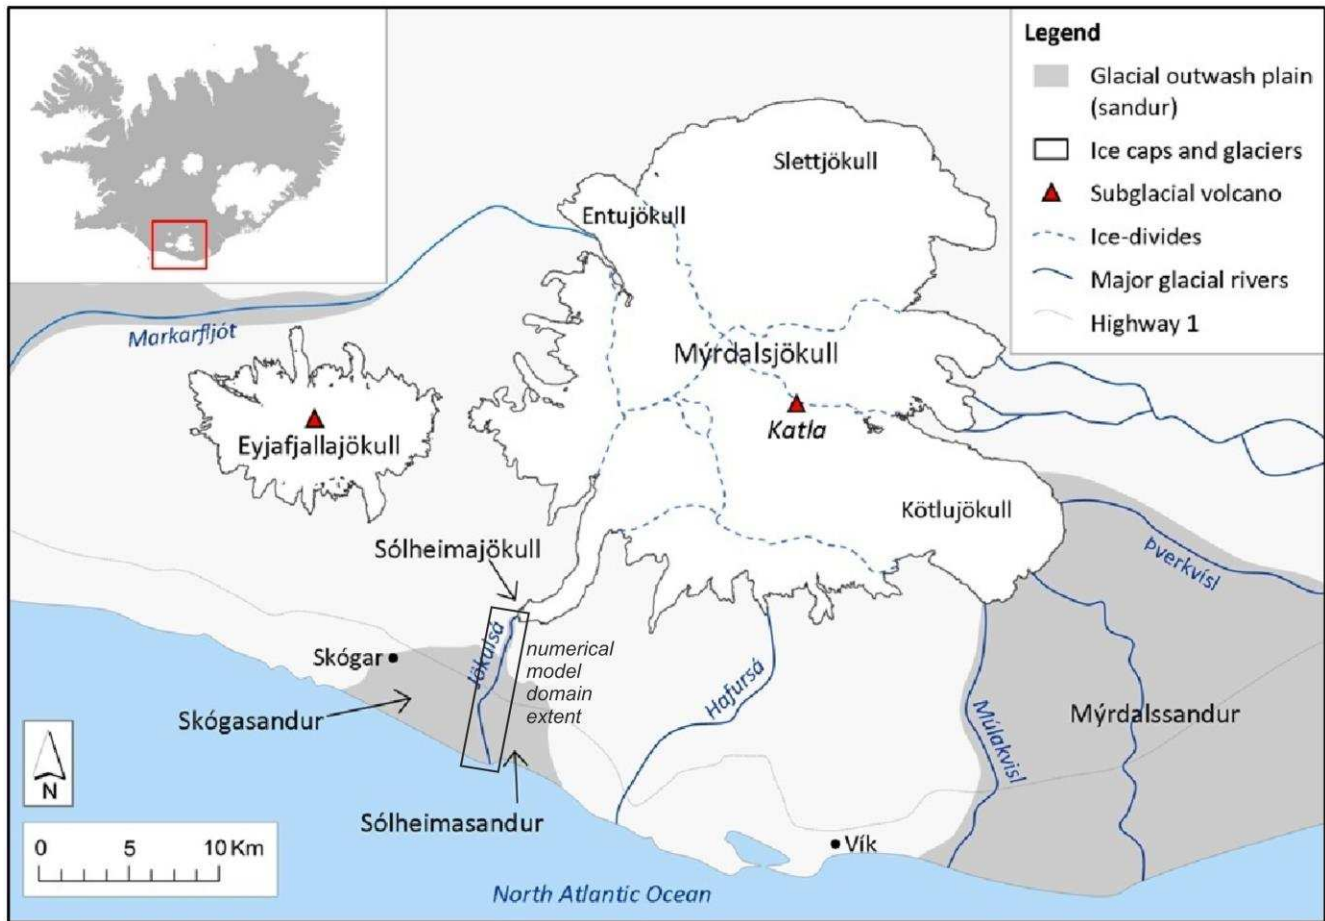 Legend
Glacial outwash plain
(sandur)
Ice caps and glaciers
Subglacial volcano
Ice-divides
Major glacial rivers
Highway 1
Slettjökull
Entujökull
Markarfljót
Mýrdalsjökull
Katla
Eyjafjallajökull
Kötlujökull
Sólheimajökull
Þverkvísl
Skógar
Jökulsá
numerical
model
domain
extent
Hafursá
Skógasandur
Múlakvísl
Mýrdalssandur
Sólheimasandur
N
0 5 10 Km
Vík
North Atlantic Ocean